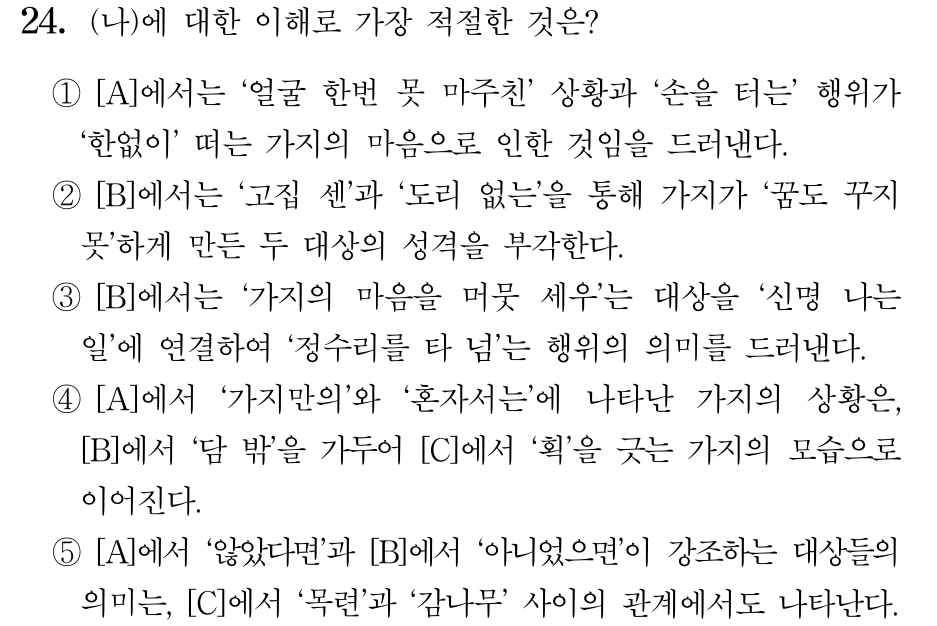 24. (나)에 대한 이해로 가장 적절한 것은?
① [A]에서는 ‘얼굴 한번 못 마주친’ 상황과 ‘손을 터는’ 행위가
‘한없이’ 떠는 가지의 마음으로 인한 것임을 드러낸다.
② [B]에서는 ‘고집 센’과 ‘도리 없는’을 통해 가지가 ‘꿈도 꾸지
못’하게 만든 두 대상의 성격을 부각한다.
③ [B]에서는 ‘가지의 마음을 머뭇 세우’는 대상을 ‘신명 나는
일’에 연결하여 ‘정수리를 타 넘’는 행위의 의미를 드러낸다.
④ [A]에서 ‘가지만의’와 ‘혼자서는’에 나타난 가지의 상황은,
[B]에서 ‘담 밖’을 가두어 [C]에서 ‘획’을 긋는 가지의 모습으로
이어진다.
⑤ [A]에서 ‘않았다면’과 [B]에서 ‘아니었으면’이 강조하는 대상들의
의미는, [C]에서 ‘목련’과 ‘감나무’ 사이의 관계에서도 나타난다.